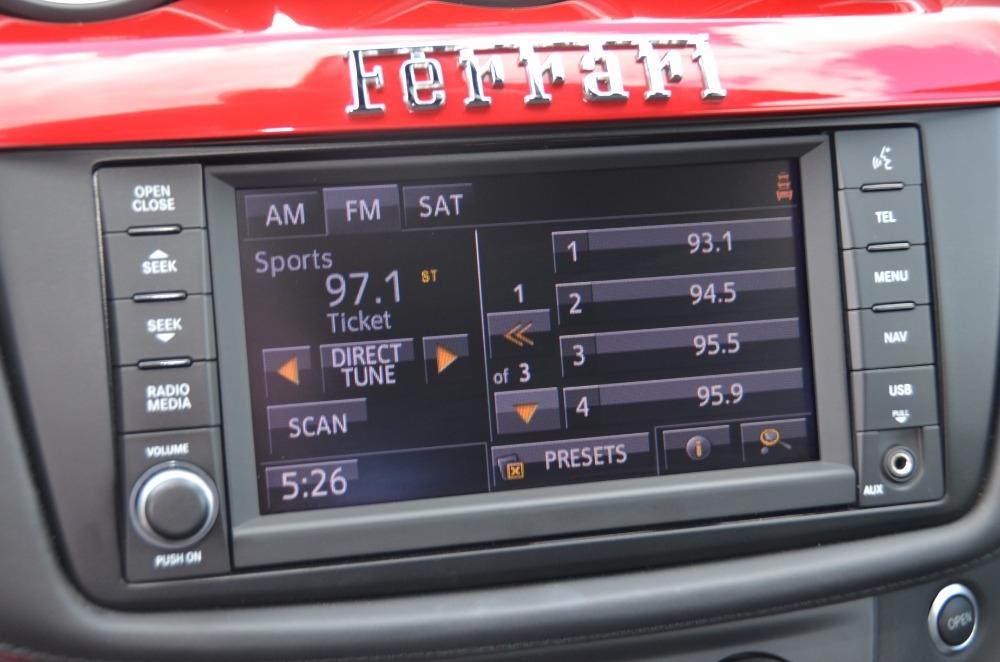 Ferrari
OPEN
CLOSE
SEEK
SEEK
RADIO
MEDIA
VOLUME
PUSH ON
AM FM SAT
Sports
97.1 ST
Ticket
DIRECT
TUNE
SCAN
5:26
1
of 3
1 93.1
2 94.5
3 95.5
4 95.9
PRESETS
i
TEL
MENU
NAV
USB
PULL
AUX
OPEN